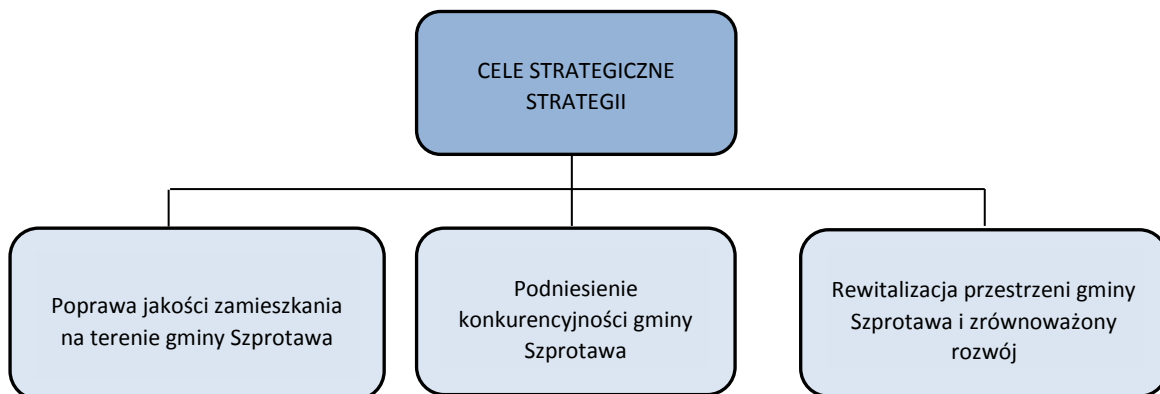 CELE STRATEGICZNE
STRATEGII
Poprawa jakości zamieszkania
na terenie gminy Szprotawa
Podniesienie
konkurencyjności gminy
Szprotawa
Rewitalizacja przestrzeni gminy
Szprotawa i zrównoważony
rozwój